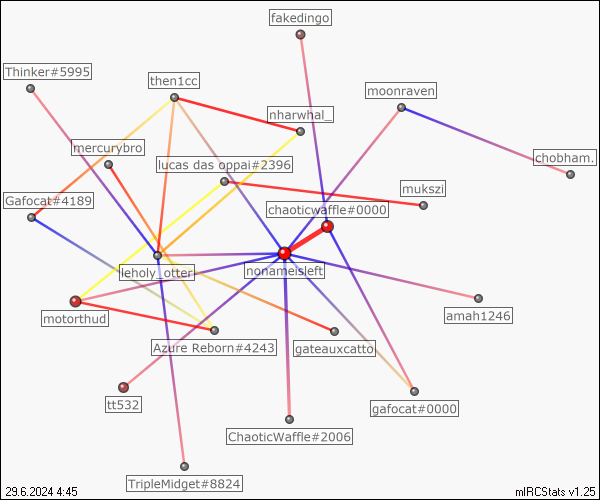 fakedingo
Thinker#5995
then1cc
moonraven
nharwhal_
mercurybro
lucas das oppai#2396
chobham.
mukszi
Gafocat#4189
chaoticwaffle#0000
leholy_otter
nonameisleft
motorthud
amah1246
Azure Reborn#4243
gateauxcatto
tt532
gafocat#0000
ChaoticWaffle#2006
TripleMidget#8824
29.6.2024 4:45
mIRCStats v1.25